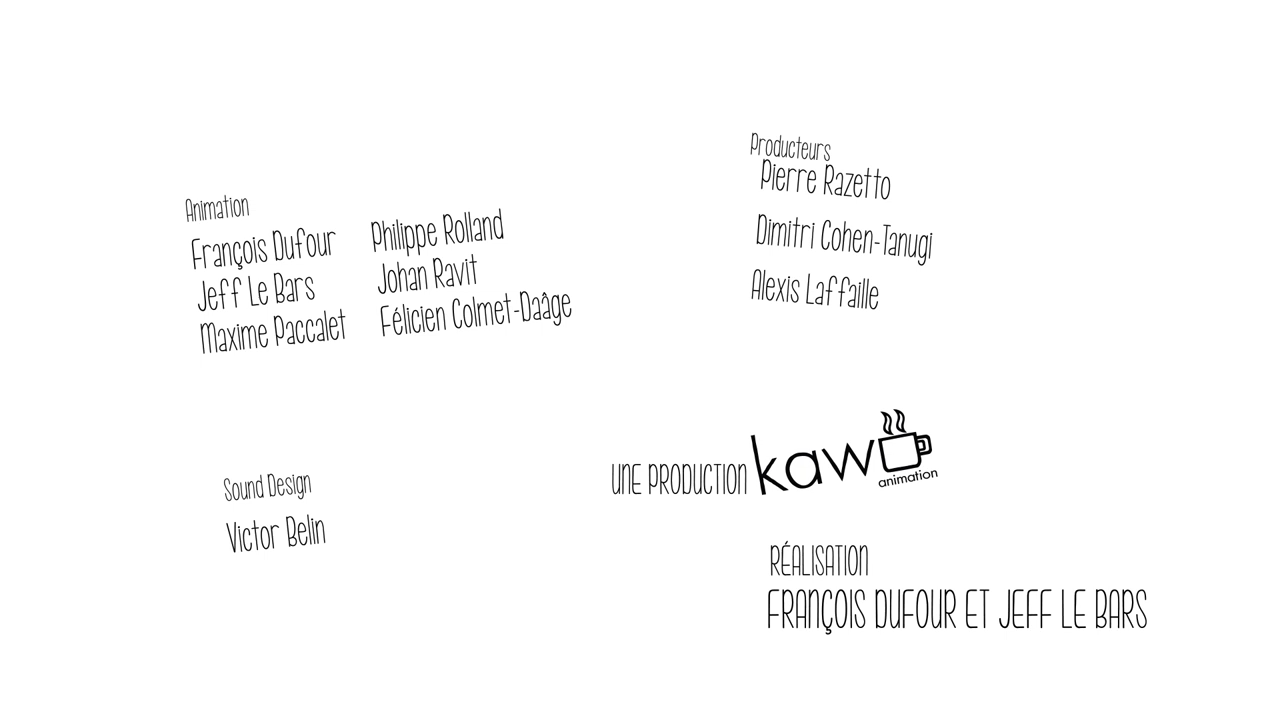 Animation
François Dufour
Jeff Le Bars
Maxime Paccalet
Philippe Rolland
Johan Ravit
Félicien Colmet-Daâge
Producteurs
Pierre Razetto
Dimitri Cohen-Tanugi
Alexis Laffaille
Sound Design
Victor Belin
UNE PRODUCTION kawa
animation
RÉALISATION
FRANÇOIS DUFOUR ET JEFF LE BARS